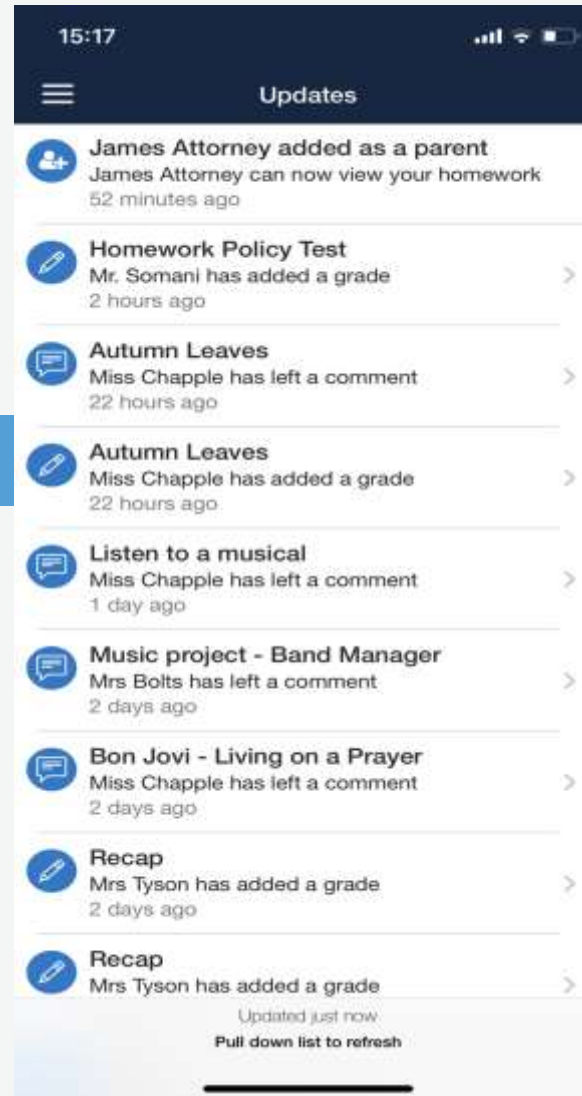 15:17
Updates
James Attorney added as a parent
James Attorney can now view your homework
52 minutes ago
Homework Policy Test
Mr. Somani has added a grade
2 hours ago
Autumn Leaves
Miss Chapple has left a comment
22 hours ago
Autumn Leaves
Miss Chapple has added a grade
22 hours ago
Listen to a musical
Miss Chapple has left a comment
1 day ago
Music project - Band Manager
Mrs Bolts has left a comment
2 days ago
Bon Jovi - Living on a Prayer
Miss Chapple has left a comment
2 days ago
Recap
Mrs Tyson has added a grade
2 days ago
Recap
Mrs Tyson has added a grade
Updated just now
Pull down list to refresh